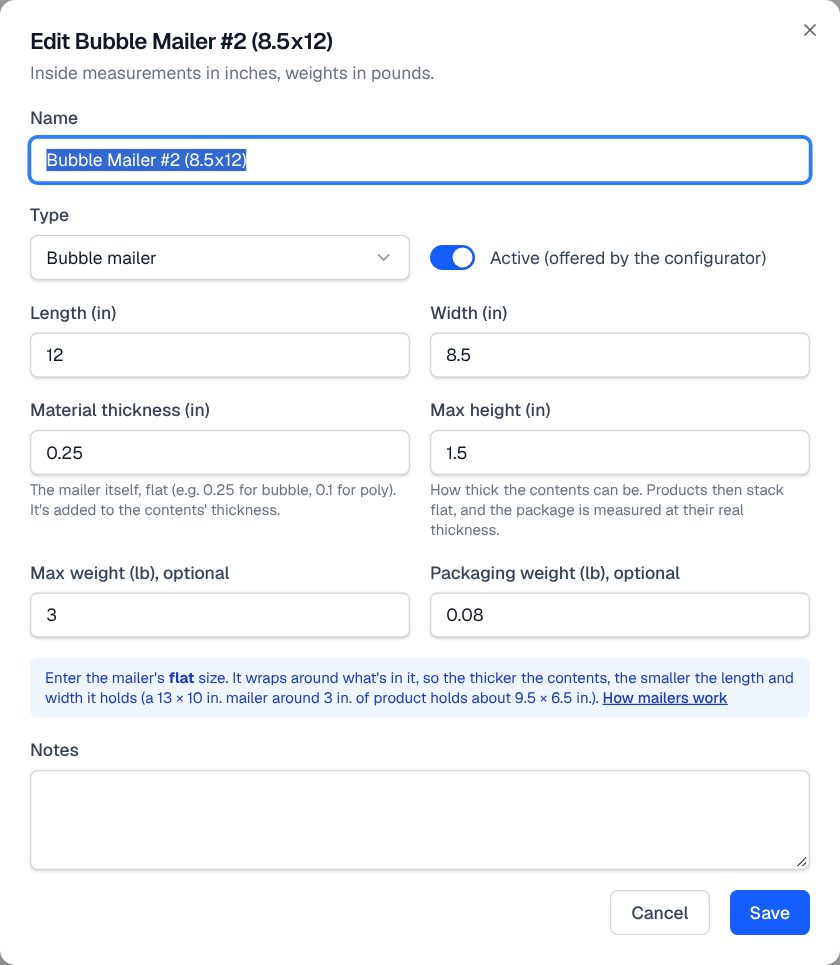 Edit Bubble Mailer #2 (8.5x12)
Inside measurements in inches, weights in pounds.
Name
Bubble Mailer #2 (8.5x12)
Type
Bubble mailer
Active (offered by the configurator)
Length (in)
Width (in)
12
8.5
Material thickness (in)
Max height (in)
0.25
1.5
The mailer itself, flat (e.g. 0.25 for bubble, 0.1 for poly).
It's added to the contents' thickness.
How thick the contents can be. Products then stack
flat, and the package is measured at their real
thickness.
Max weight (lb), optional
Packaging weight (lb), optional
3
0.08
Enter the mailer's flat size. It wraps around what's in it, so the thicker the contents, the smaller the length and
width it holds (a 13 × 10 in. mailer around 3 in. of product holds about 9.5 × 6.5 in.). How mailers work
Notes
Cancel
Save